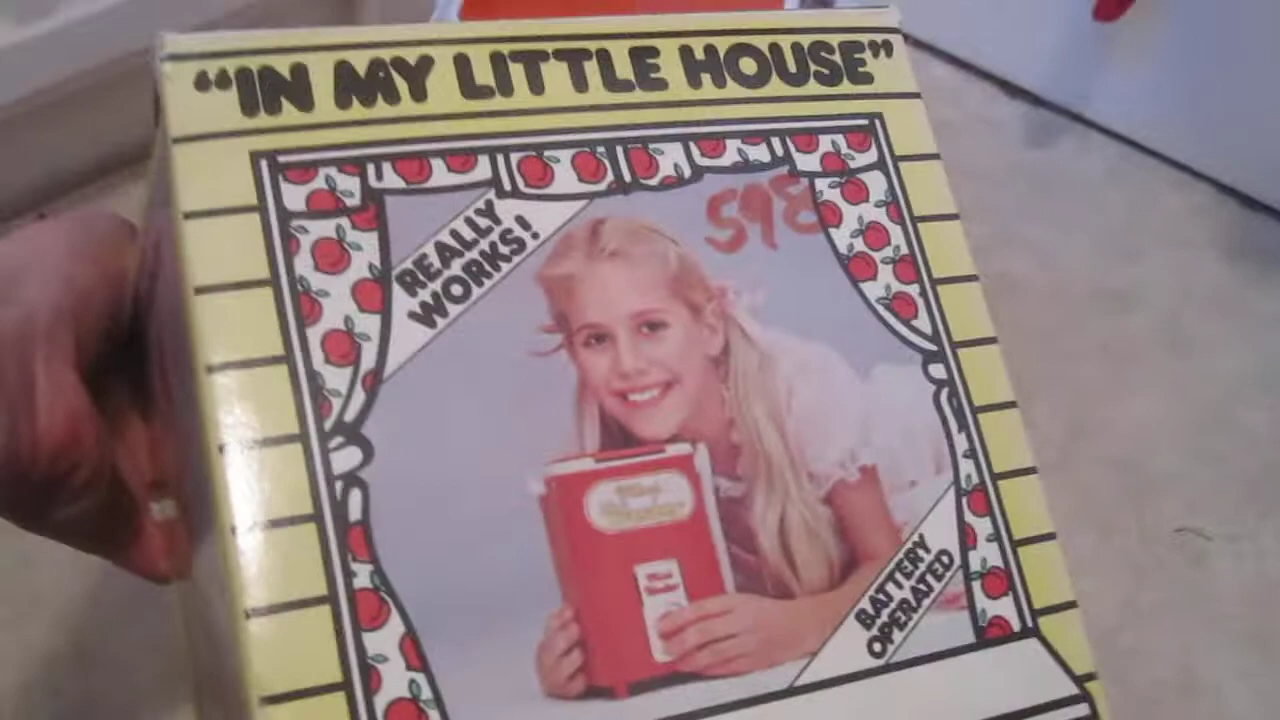 "IN MY LITTLE HOUSE"
REALLY
WORKS!
598
BATTERY
OPERATED